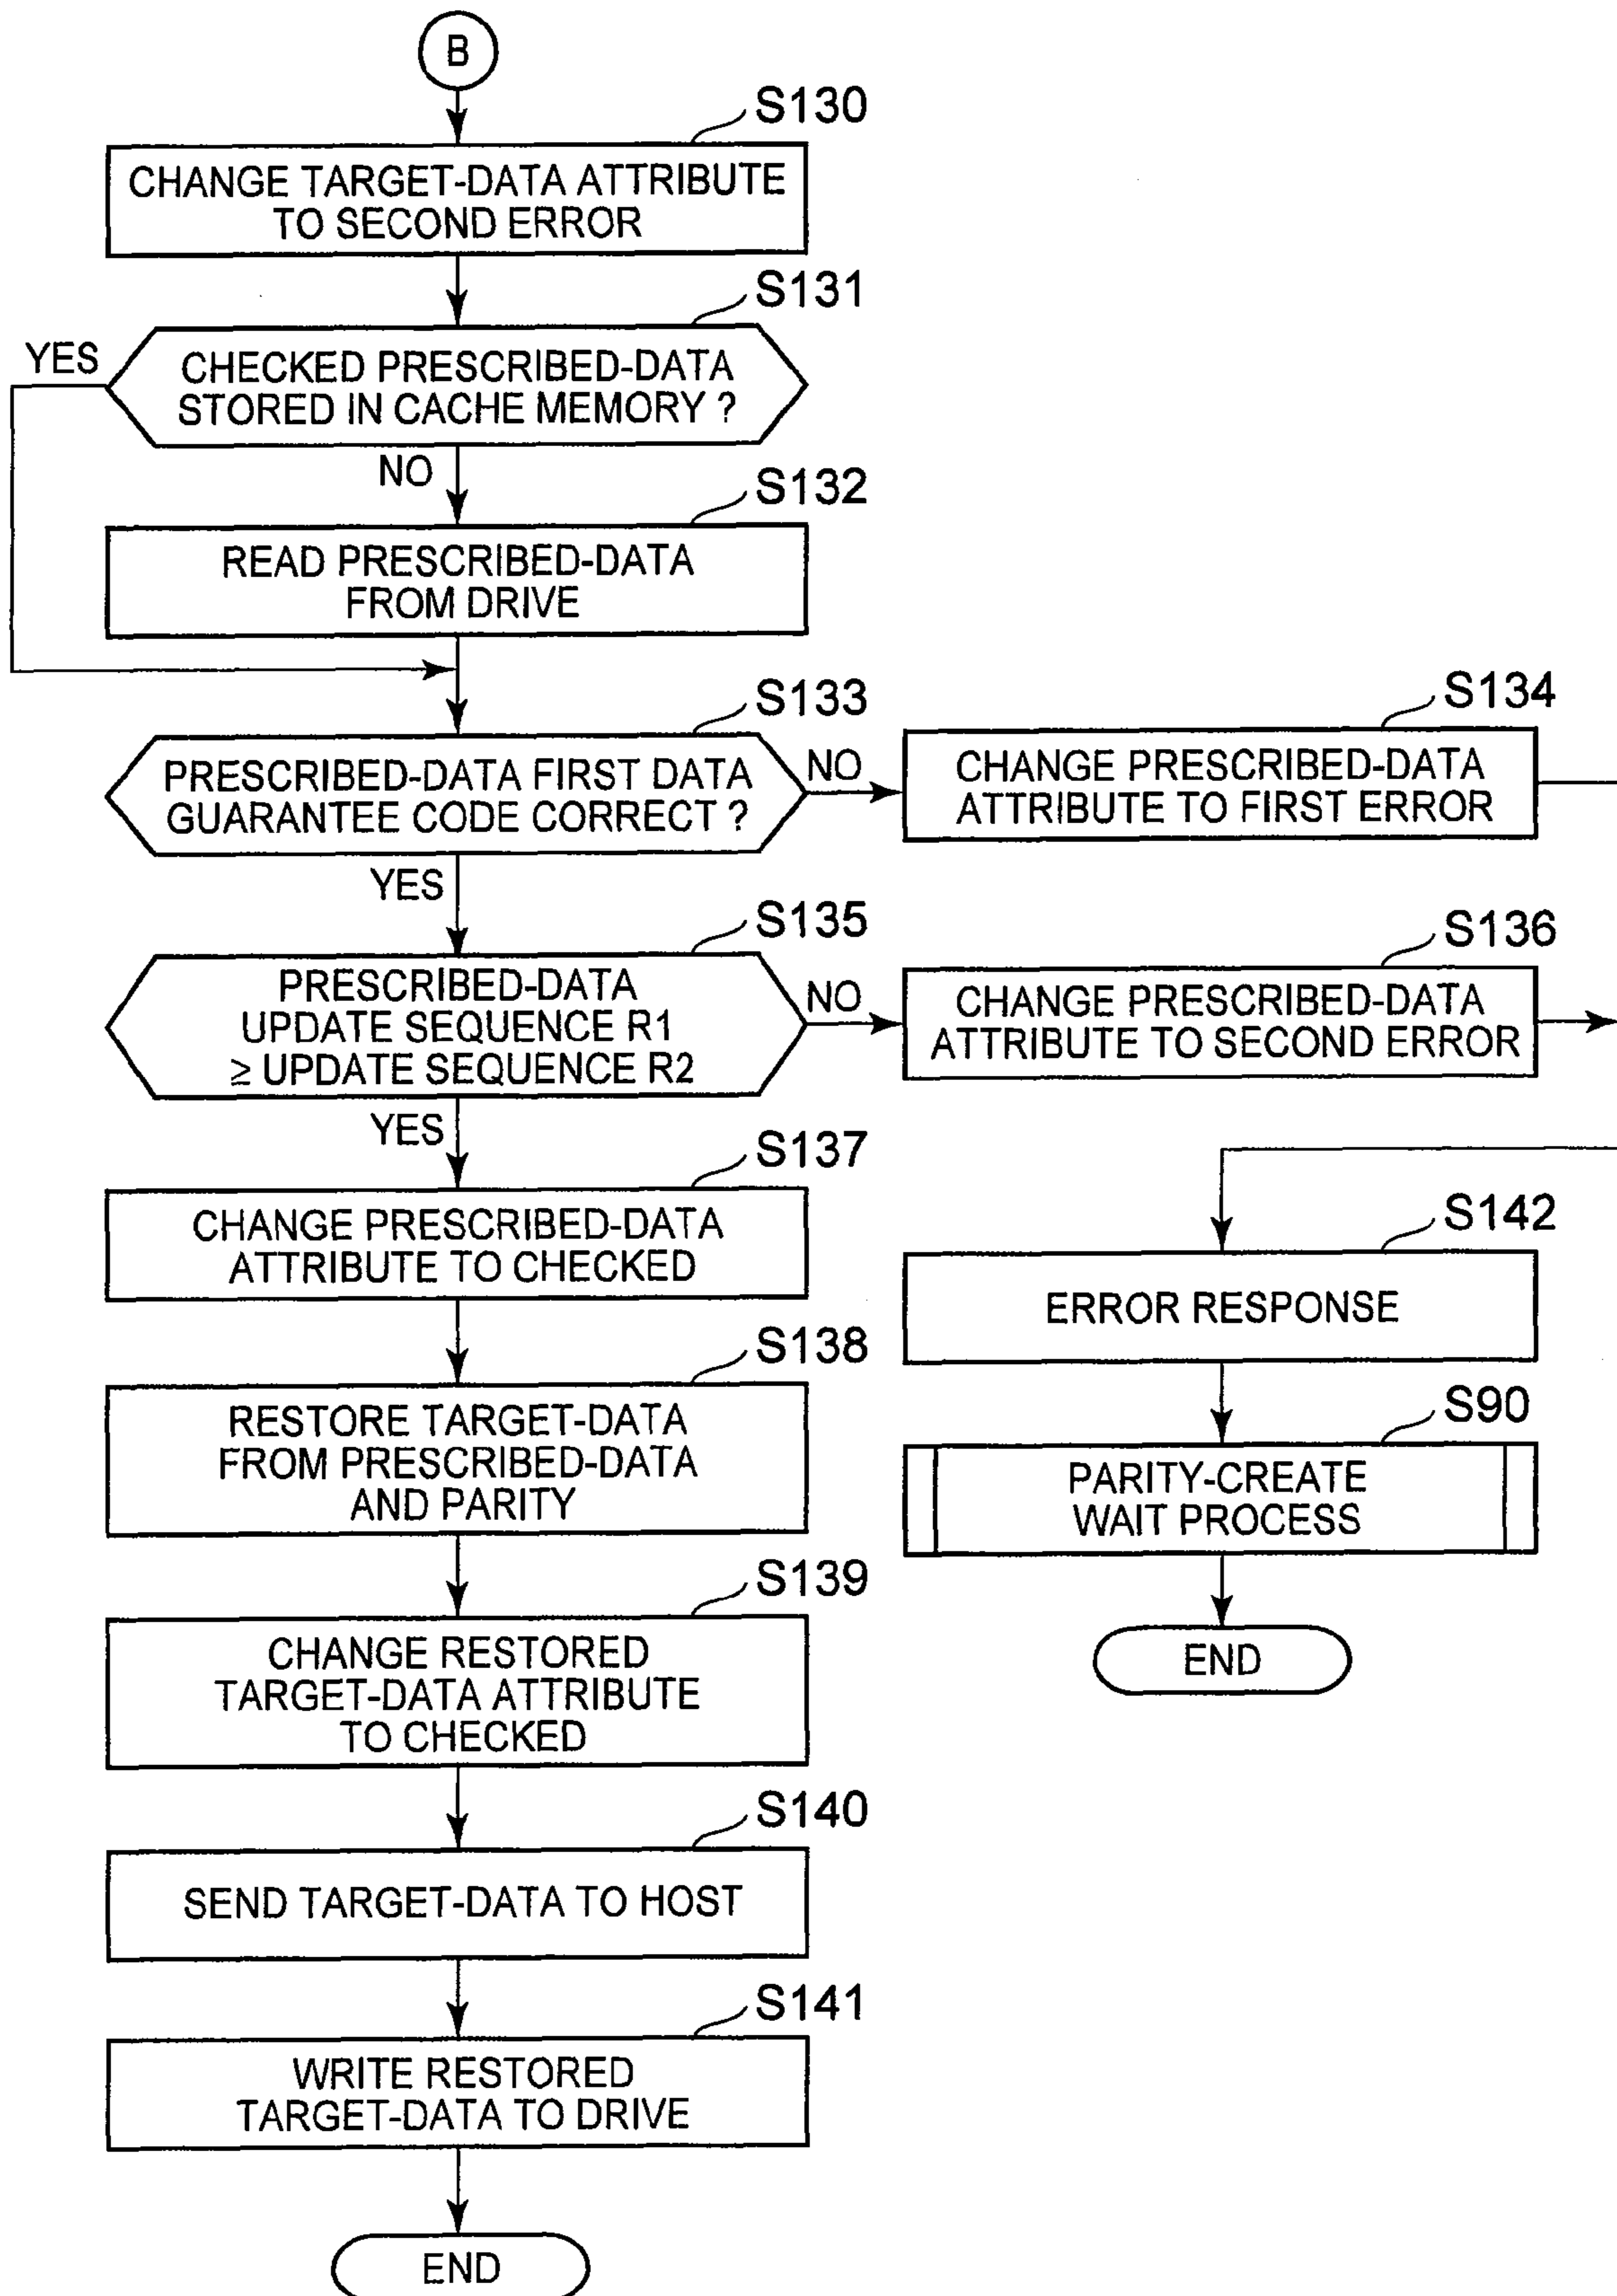 B
S130
CHANGE TARGET-DATA ATTRIBUTE
TO SECOND ERROR
S131
YES
CHECKED PRESCRIBED-DATA
STORED IN CACHE MEMORY ?
NO
S132
READ PRESCRIBED-DATA
FROM DRIVE
S133
PRESCRIBED-DATA FIRST DATA
GUARANTEE CODE CORRECT ?
NO
S134
CHANGE PRESCRIBED-DATA
ATTRIBUTE TO FIRST ERROR
YES
S135
PRESCRIBED-DATA
UPDATE SEQUENCE R1
≥ UPDATE SEQUENCE R2
NO
S136
CHANGE PRESCRIBED-DATA
ATTRIBUTE TO SECOND ERROR
YES
S137
CHANGE PRESCRIBED-DATA
ATTRIBUTE TO CHECKED
S138
RESTORE TARGET-DATA
FROM PRESCRIBED-DATA
AND PARITY
S139
CHANGE RESTORED
TARGET-DATA ATTRIBUTE
TO CHECKED
S140
SEND TARGET-DATA TO HOST
S141
WRITE RESTORED
TARGET-DATA TO DRIVE
END
S142
ERROR RESPONSE
S90
PARITY-CREATE
WAIT PROCESS
END